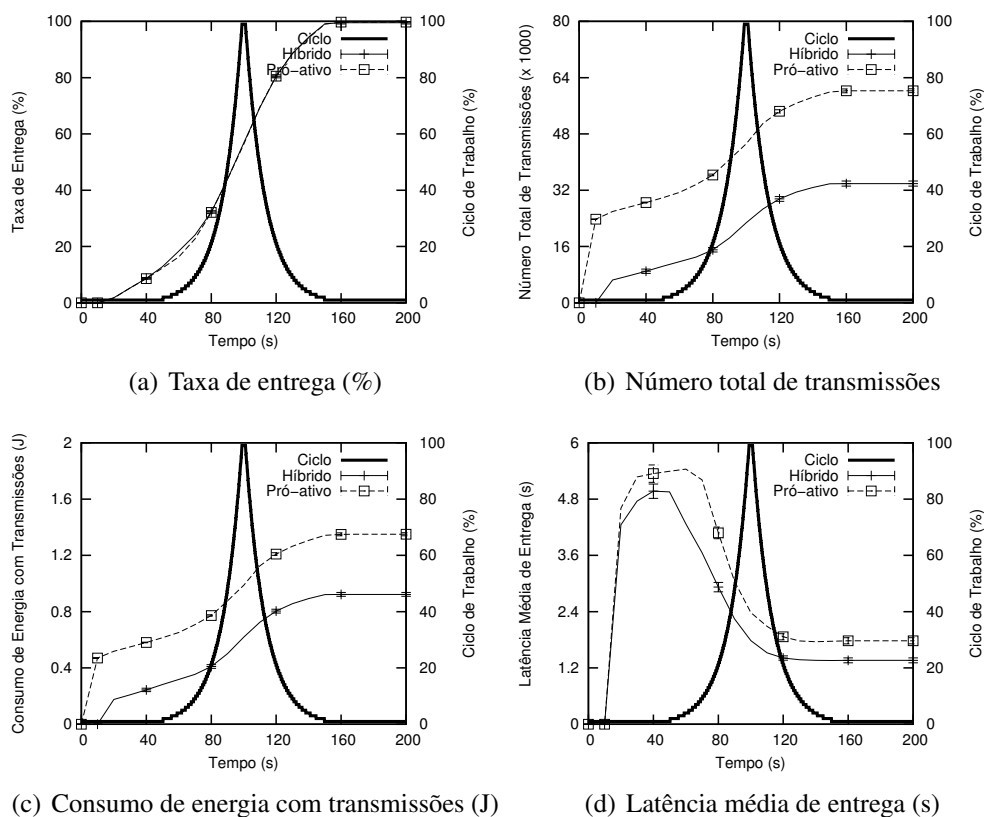 100
80
60
40
20
0
Taxa de Entrega (%)
Ciclo
Híbrido
Pró−ativo
100
80
60
40
20
0
Ciclo de Trabalho (%)
0 40 80 120 160 200
Tempo (s)
(a) Taxa de entrega (%)
80
64
48
32
16
0
Número Total de Transmissões (x 1000)
Ciclo
Híbrido
Pró−ativo
100
80
60
40
20
0
Ciclo de Trabalho (%)
0 40 80 120 160 200
Tempo (s)
(b) Número total de transmissões
2
1.6
1.2
0.8
0.4
0
Consumo de Energia com Transmissões (J)
Ciclo
Híbrido
Pró−ativo
100
80
60
40
20
0
Ciclo de Trabalho (%)
0 40 80 120 160 200
Tempo (s)
(c) Consumo de energia com transmissões (J)
6
4.8
3.6
2.4
1.2
0
Latência Média de Entrega (s)
Ciclo
Híbrido
Pró−ativo
100
80
60
40
20
0
Ciclo de Trabalho (%)
0 40 80 120 160 200
Tempo (s)
(d) Latência média de entrega (s)